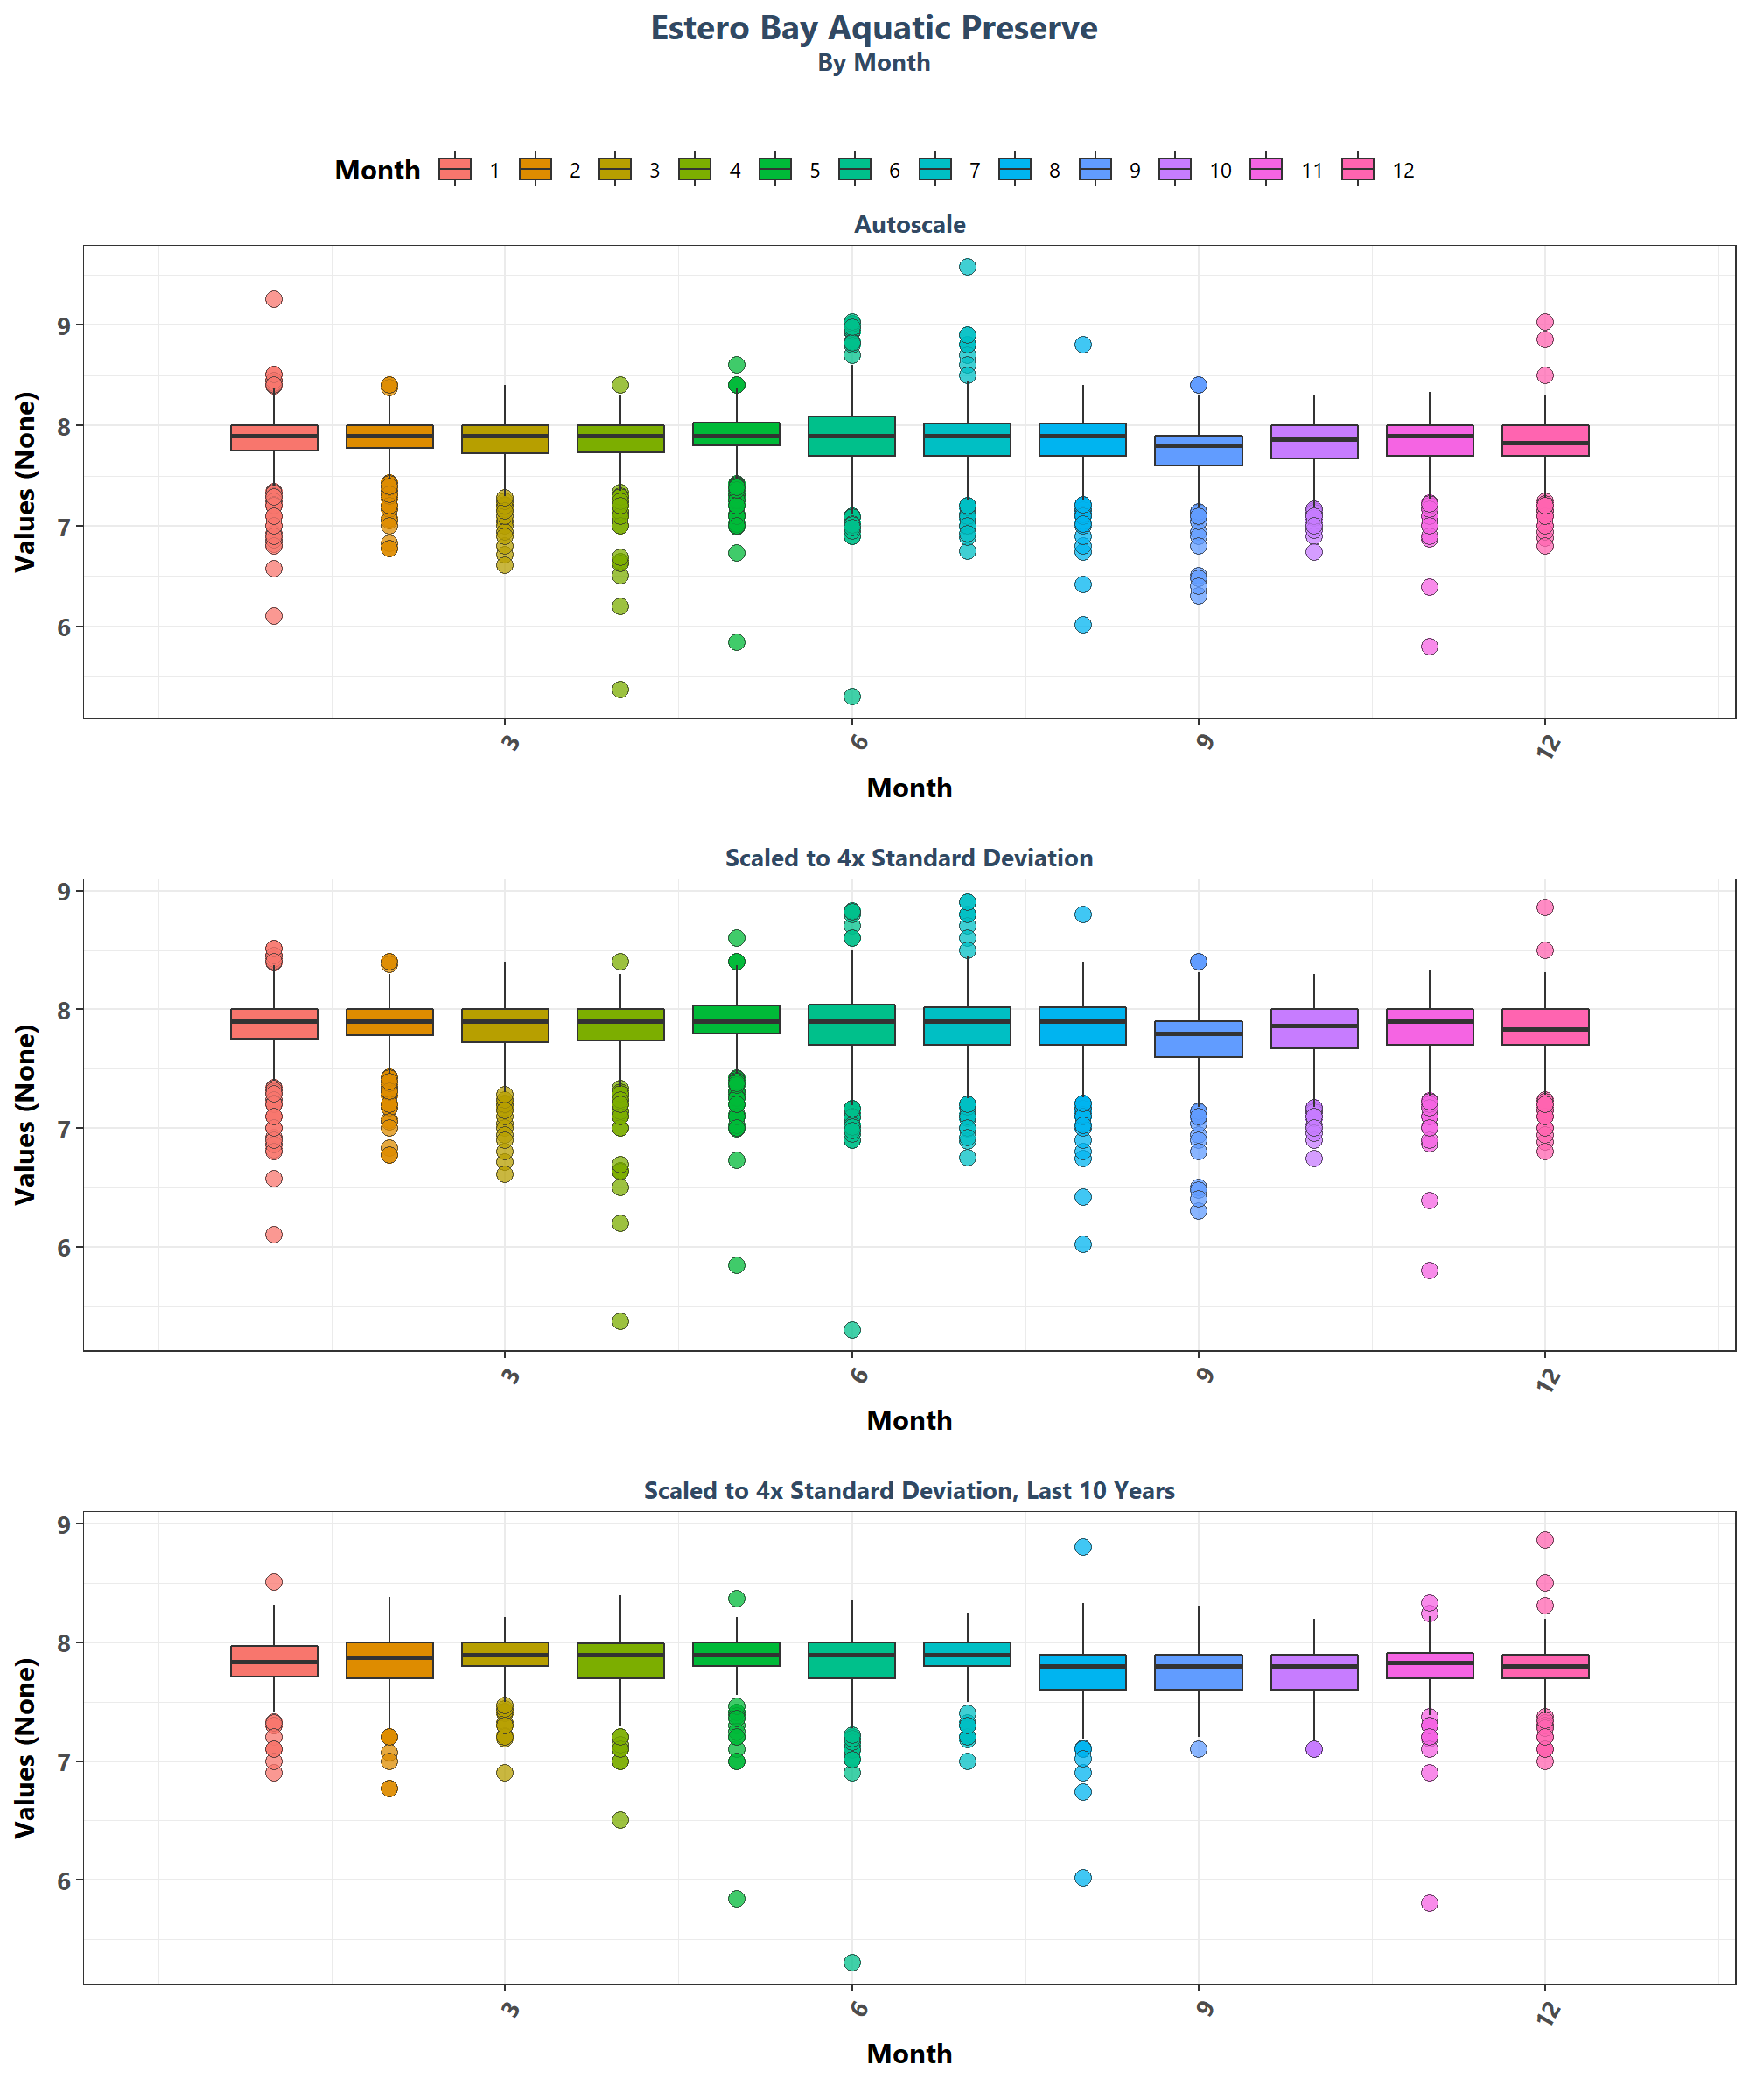 Estero Bay Aquatic Preserve
By Month
Month 1 2 3 4 5 6 7 8 9 10 11 12
Autoscale
Values (None)
9
8
7
6
3 6 9 12
Month
Scaled to 4x Standard Deviation
Values (None)
9
8
7
6
3 6 9 12
Month
Scaled to 4x Standard Deviation, Last 10 Years
Values (None)
9
8
7
6
3 6 9 12
Month